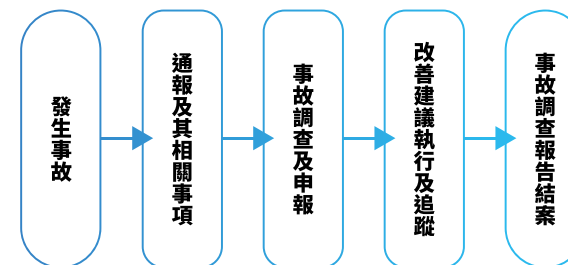 發生事故
通報及其相關事項
事故調查及申報
改善建議執行及追蹤
事故調查報告結案